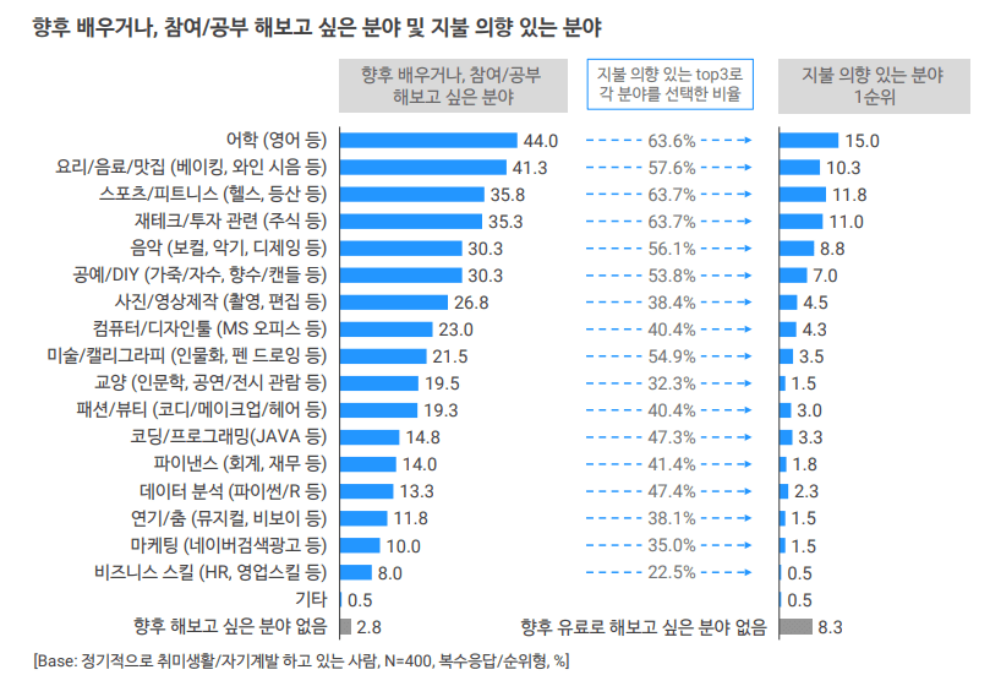 향후 배우거나, 참여/공부 해보고 싶은 분야 및 지불 의향 있는 분야
향후 배우거나, 참여/공부
해보고 싶은 분야
지불 의향 있는 top3로
각 분야를 선택한 비율
지불 의향 있는 분야
1순위
어학 (영어 등) 44.0 63.6% 15.0
요리/음료/맛집 (베이킹, 와인 시음 등) 41.3 57.6% 10.3
스포츠/피트니스 (헬스, 등산 등) 35.8 63.7% 11.8
재테크/투자 관련 (주식 등) 35.3 63.7% 11.0
음악 (보컬, 악기, 디제잉 등) 30.3 56.1% 8.8
공예/DIY (가죽/자수, 향수/캔들 등) 30.3 53.8% 7.0
사진/영상제작 (촬영, 편집 등) 26.8 38.4% 4.5
컴퓨터/디자인툴 (MS 오피스 등) 23.0 40.4% 4.3
미술/캘리그라피 (인물화, 펜 드로잉 등) 21.5 54.9% 3.5
교양 (인문학, 공연/전시 관람 등) 19.5 32.3% 1.5
패션/뷰티 (코디/메이크업/헤어 등) 19.3 40.4% 3.0
코딩/프로그래밍(JAVA 등) 14.8 47.3% 3.3
파이낸스 (회계, 재무 등) 14.0 41.4% 1.8
데이터 분석 (파이썬/R 등) 13.3 47.4% 2.3
연기/춤 (뮤지컬, 비보이 등) 11.8 38.1% 1.5
마케팅 (네이버검색광고 등) 10.0 35.0% 1.5
비즈니스 스킬 (HR, 영업스킬 등) 8.0 22.5% 0.5
기타 0.5 0.5
향후 해보고 싶은 분야 없음 2.8 향후 유료로 해보고 싶은 분야 없음 8.3
[Base: 정기적으로 취미생활/자기계발 하고 있는 사람, N=400, 복수응답/순위형, %]